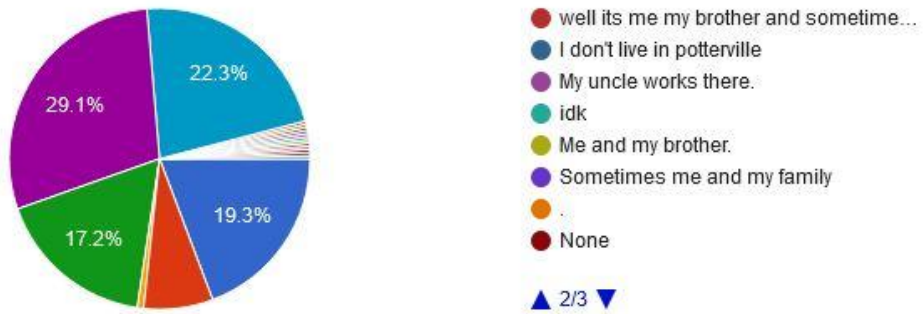 22.3%
29.1%
19.3%
17.2%
well its me my brother and sometime...
I don't live in potterville
My uncle works there.
idk
Me and my brother.
Sometimes me and my family
.
None
▲ 2/3 ▼